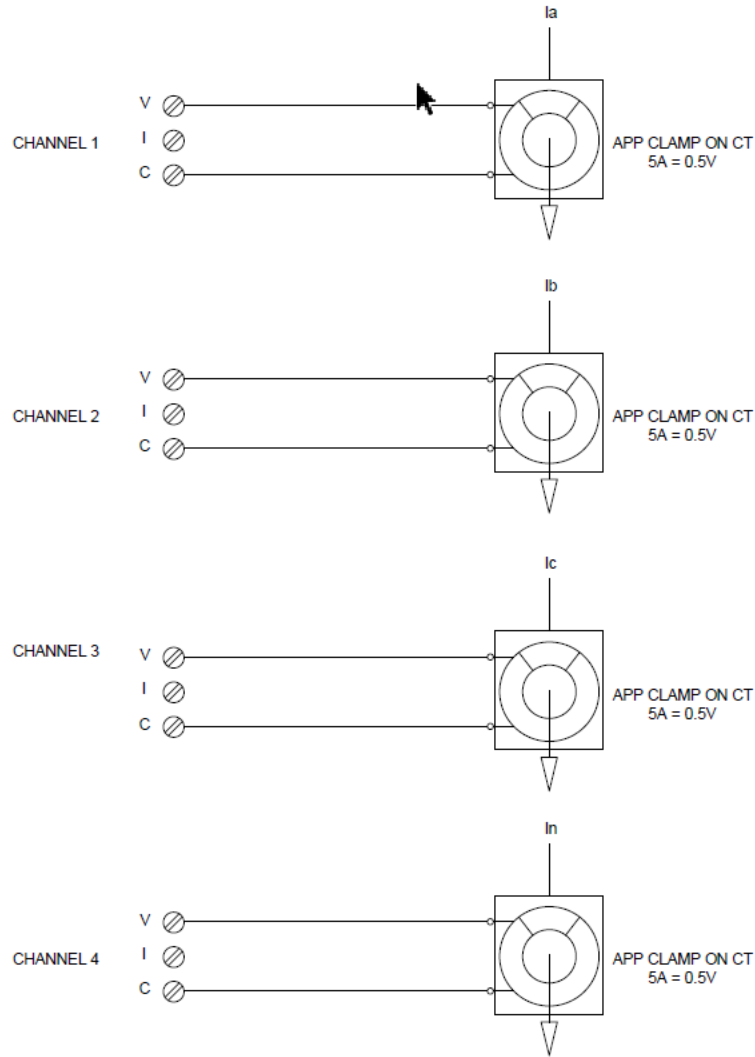 Ia
V
CHANNEL 1
I
APP CLAMP ON CT
5A = 0.5V
C
Ib
V
CHANNEL 2
I
APP CLAMP ON CT
5A = 0.5V
C
Ic
CHANNEL 3
V
I
APP CLAMP ON CT
5A = 0.5V
C
In
V
CHANNEL 4
I
APP CLAMP ON CT
5A = 0.5V
C